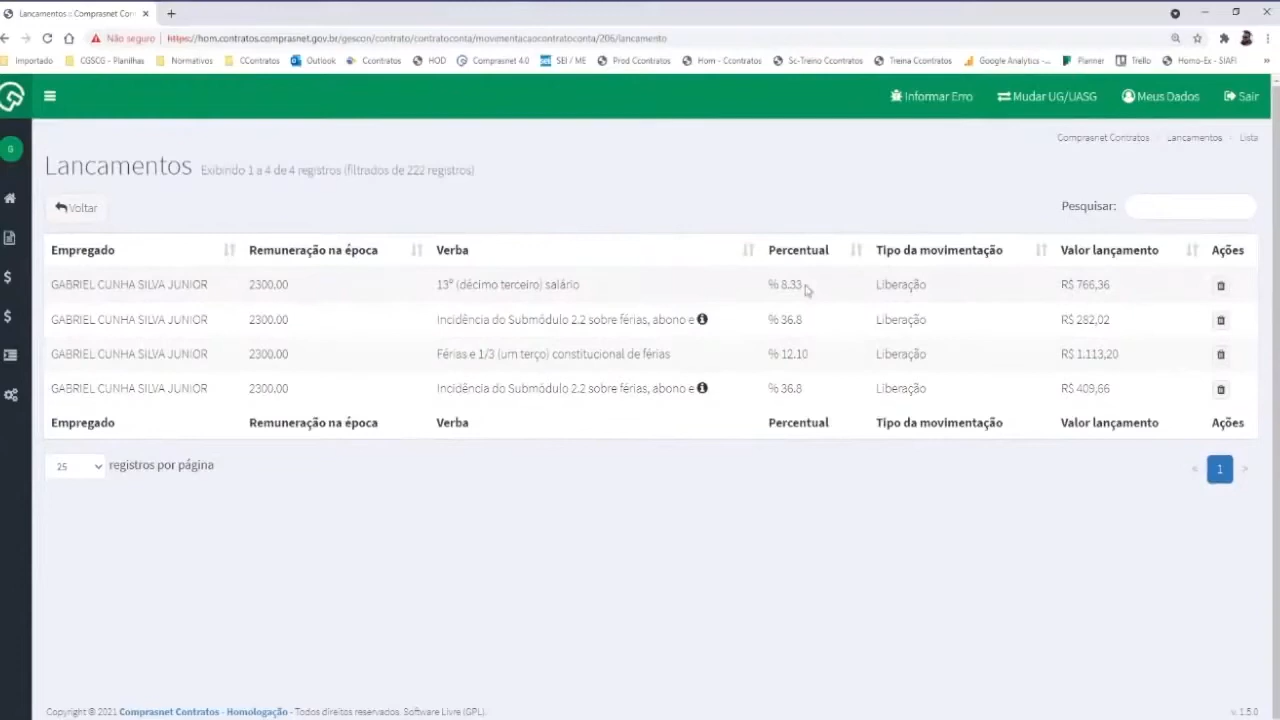 Lancamentos :: Comprasnet Con
Não seguro https://hom.contratos.comprasnet.gov.br/gescon/contrato/contratoconta/movimentacaocontratoconta/206/lancamento
Importado CGSCG - Planilhas Normativos CContratos Outlook Ccontratos HOD Comprasnet 4.0 SEI / ME Prod Ccontratos Hom - Ccontratos Sc-Treino Ccontratos Treina Ccontratos Google Analytics -... Planner Trello Homo-Ex - SIAFI »
Informar Erro Mudar UG/UASG Meus Dados Sair
G
Comprasnet Contratos Lancamentos Lista
Lancamentos Exibindo 1 a 4 de 4 registros (filtrados de 222 registros)
Voltar Pesquisar:
Empregado Remuneração na época Verba Percentual Tipo da movimentação Valor lançamento Ações
GABRIEL CUNHA SILVA JUNIOR 2300.00 13º (décimo terceiro) salário % 8.33 Liberação R$ 766,36
GABRIEL CUNHA SILVA JUNIOR 2300.00 Incidência do Submódulo 2.2 sobre férias, abono e % 36.8 Liberação R$ 282,02
GABRIEL CUNHA SILVA JUNIOR 2300.00 Férias e 1/3 (um terço) constitucional de férias % 12.10 Liberação R$ 1.113,20
GABRIEL CUNHA SILVA JUNIOR 2300.00 Incidência do Submódulo 2.2 sobre férias, abono e % 36.8 Liberação R$ 409,66
Empregado Remuneração na época Verba Percentual Tipo da movimentação Valor lançamento Ações
25 registros por página « 1 »
Copyright © 2021 Comprasnet Contratos - Homologação - Todos direitos reservados. Software Livre (GPL). v. 1.5.0